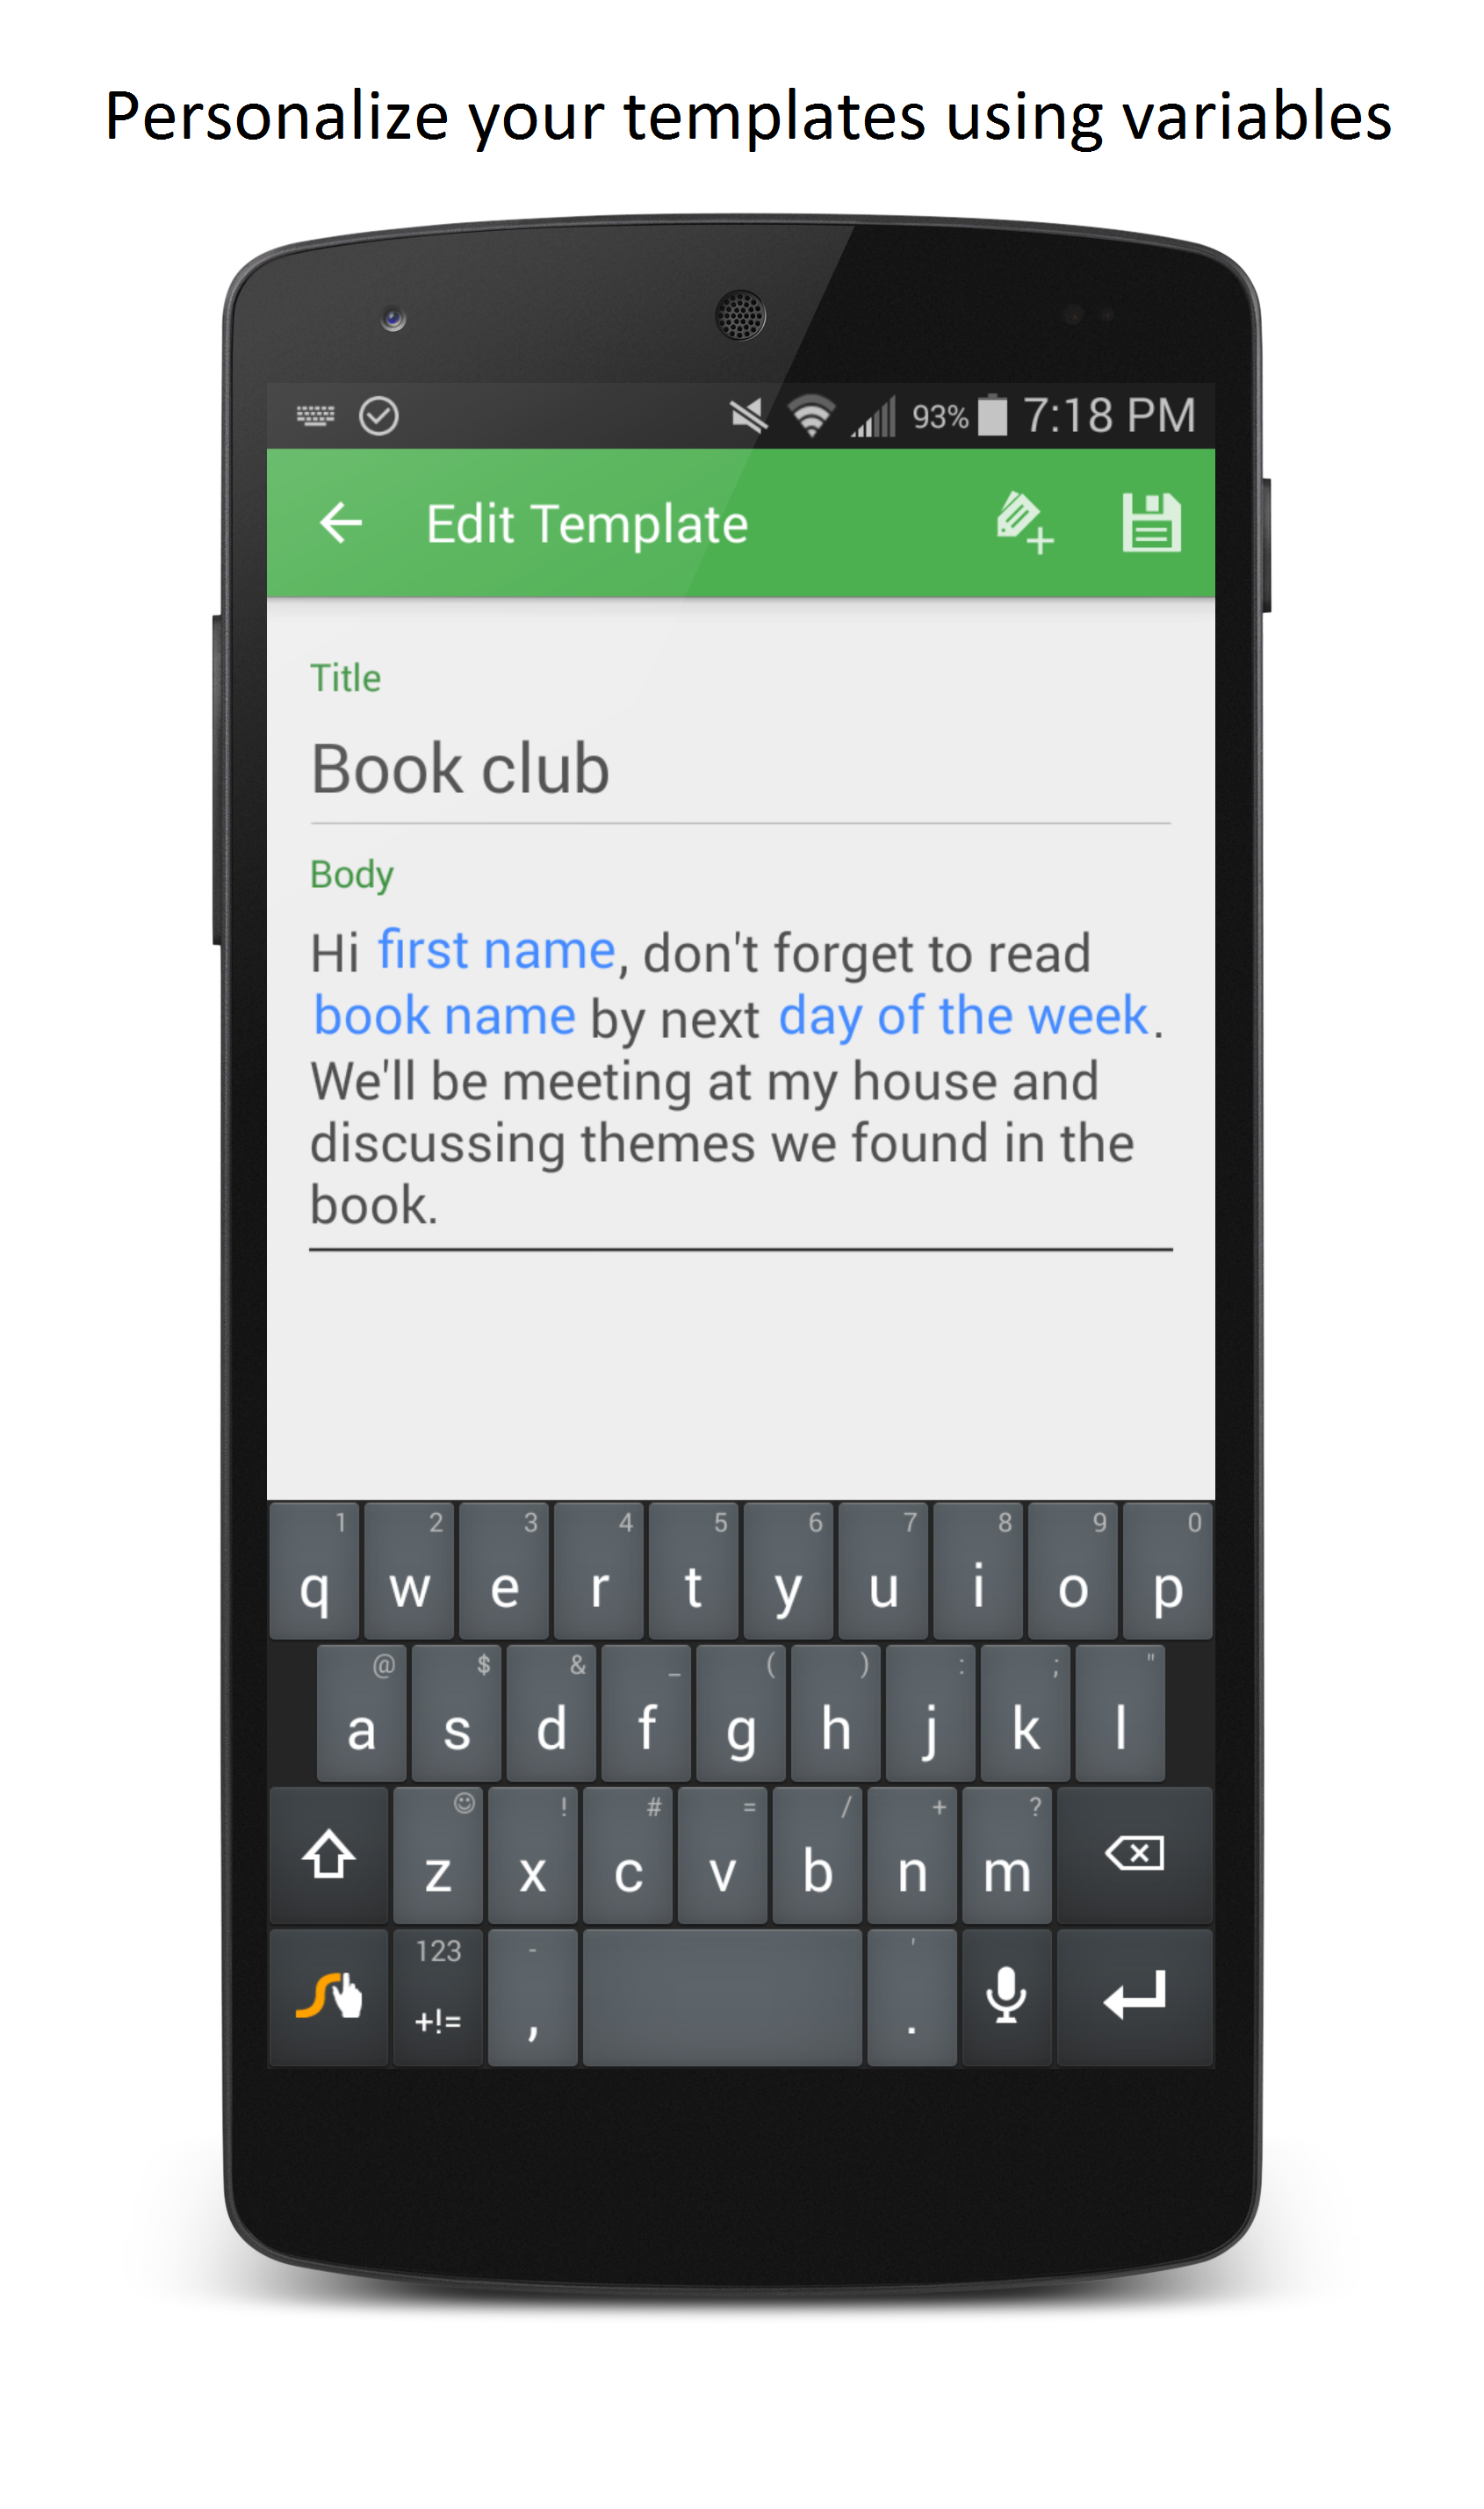 Personalize your templates using variables
93% 7:18 PM
Edit Template
Title
Book club
Body
Hi first name, don't forget to read
book name by next day of the week.
We'll be meeting at my house and
discussing themes we found in the
book.
1 2 3 4 5 6 7 8 9 0
q w e r t y u i o p
@ $ & _ ( ) : ; "
a s d f g h j k l
! # = / + ?
z x c v b n m
123 - '
+!= , .